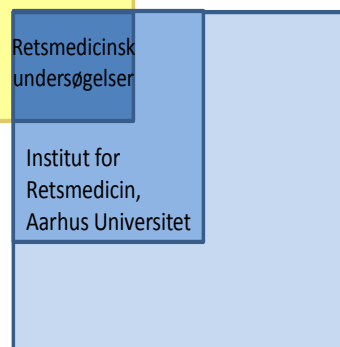 Retsmedicinsk
undersøgelser
Institut for
Retsmedicin,
Aarhus Universitet